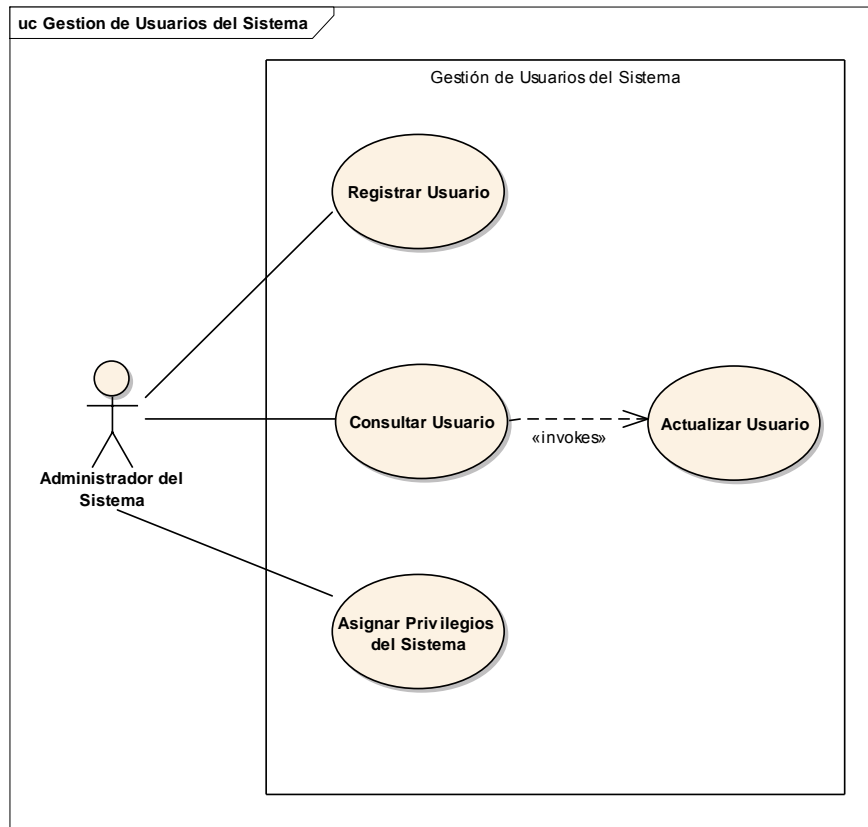 uc Gestion de Usuarios del Sistema
Gestión de Usuarios del Sistema
Registrar Usuario
Consultar Usuario
«invokes»
Actualizar Usuario
Administrador del
Sistema
Asignar Privilegios
del Sistema